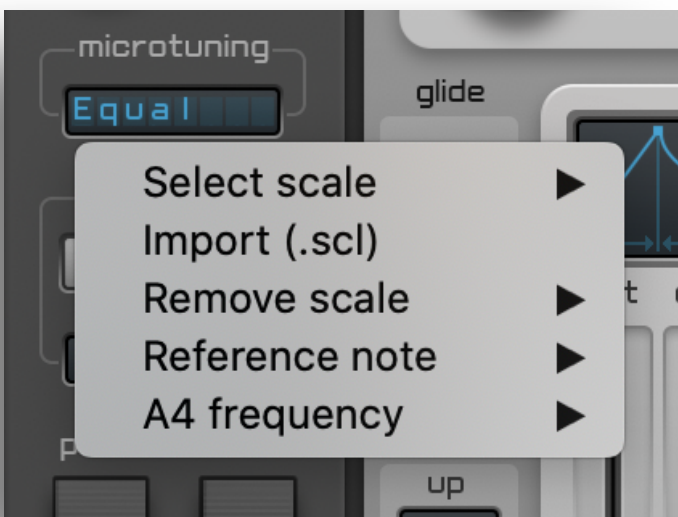 microtuning
Equal
glide
Select scale
Import (.scl)
Remove scale
Reference note
A4 frequency
up